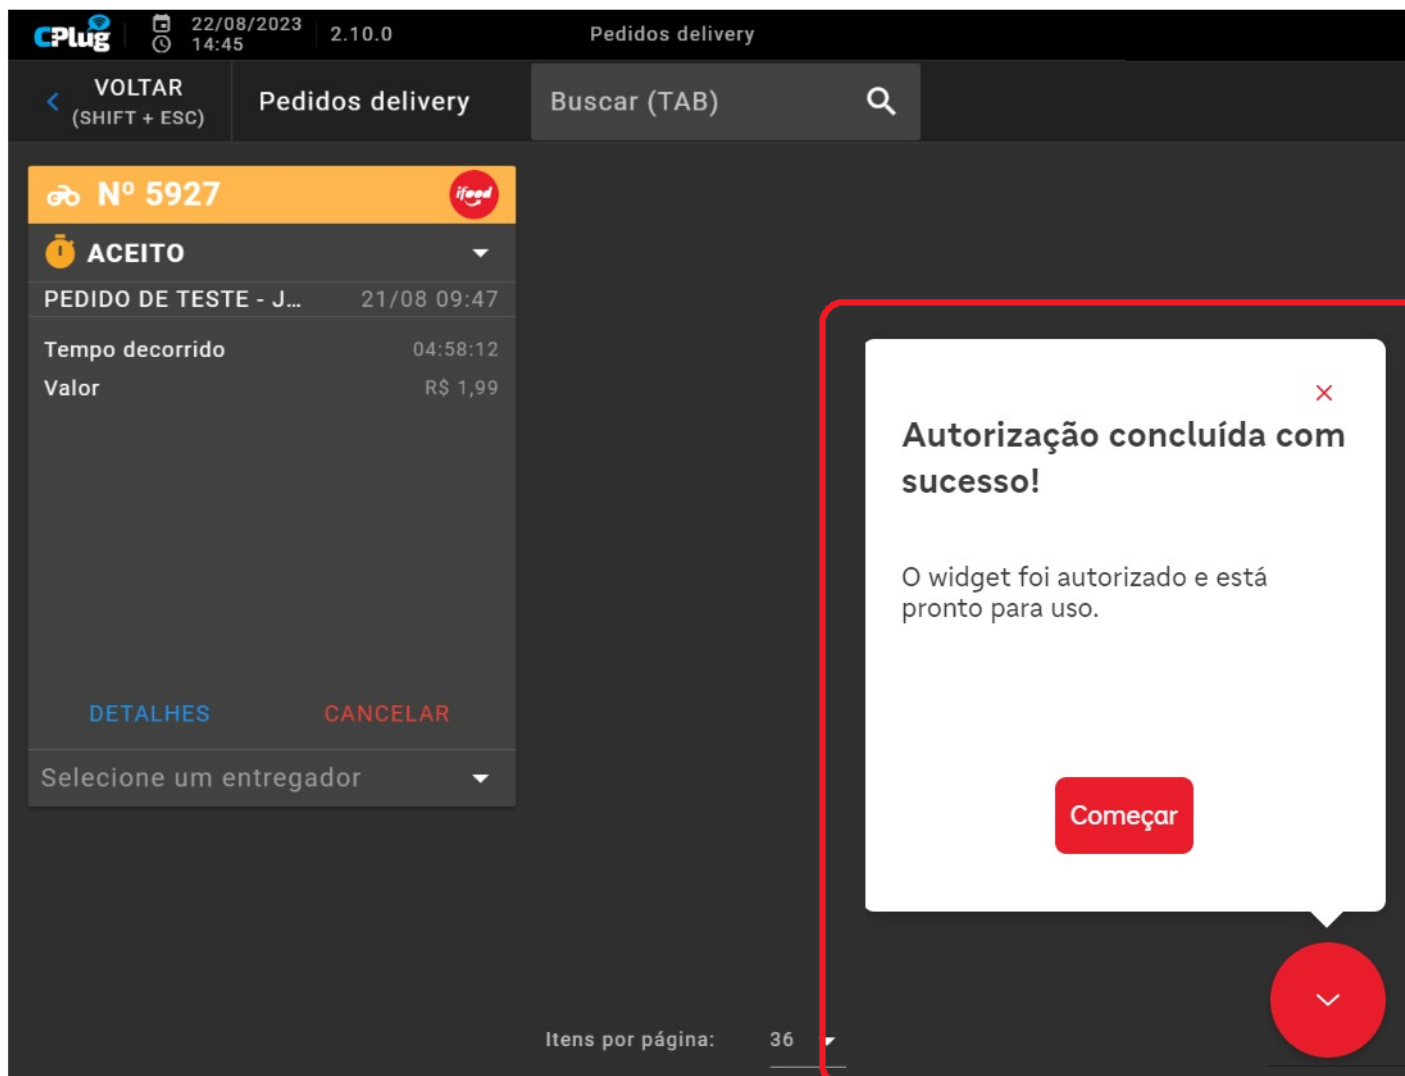 CPlug 22/08/2023 2.10.0 Pedidos delivery
14:45
VOLTAR
(SHIFT + ESC)
Pedidos delivery
Buscar (TAB)
Nº 5927 ifood
ACEITO
PEDIDO DE TESTE - J... 21/08 09:47
Tempo decorrido 04:58:12
Valor R$ 1,99
DETALHES CANCELAR
Selecione um entregador
Autorização concluída com
sucesso!
O widget foi autorizado e está
pronto para uso.
Começar
Itens por página: 36